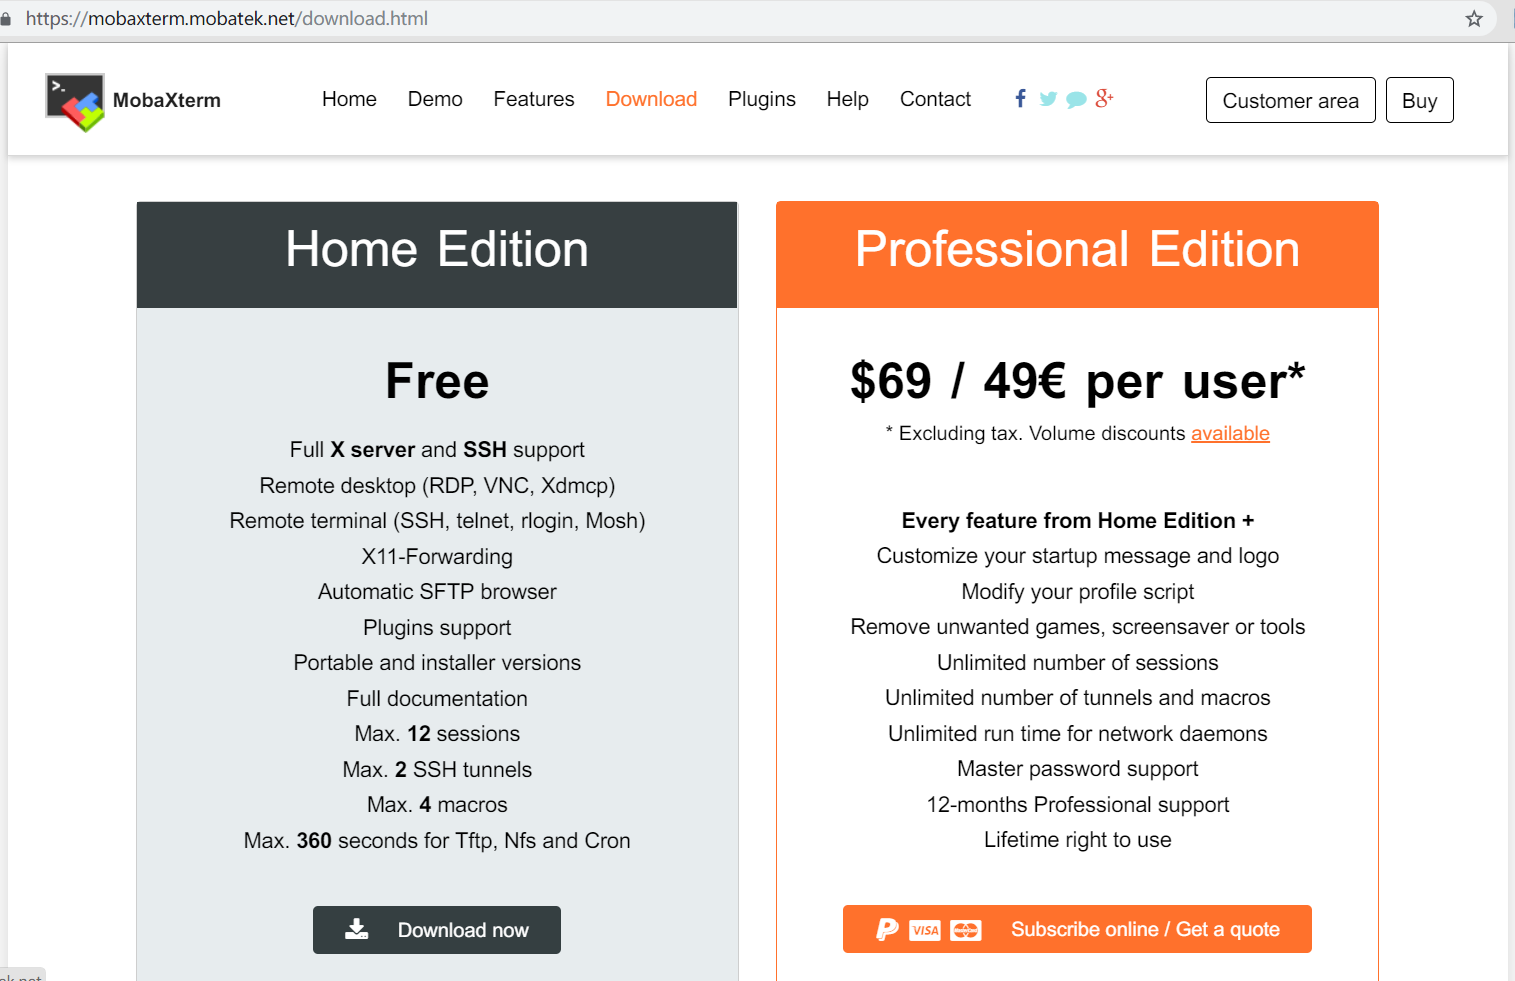 https://mobaxterm.mobatek.net/download.html
>_
MobaXterm
Home Demo Features Download Plugins Help Contact
Customer area Buy
Home Edition
Free
Full X server and SSH support
Remote desktop (RDP, VNC, Xdmcp)
Remote terminal (SSH, telnet, rlogin, Mosh)
X11-Forwarding
Automatic SFTP browser
Plugins support
Portable and installer versions
Full documentation
Max. 12 sessions
Max. 2 SSH tunnels
Max. 4 macros
Max. 360 seconds for Tftp, Nfs and Cron
Download now
Professional Edition
$69 / 49€ per user*
* Excluding tax. Volume discounts available
Every feature from Home Edition +
Customize your startup message and logo
Modify your profile script
Remove unwanted games, screensaver or tools
Unlimited number of sessions
Unlimited number of tunnels and macros
Unlimited run time for network daemons
Master password support
12-months Professional support
Lifetime right to use
VISA Subscribe online / Get a quote